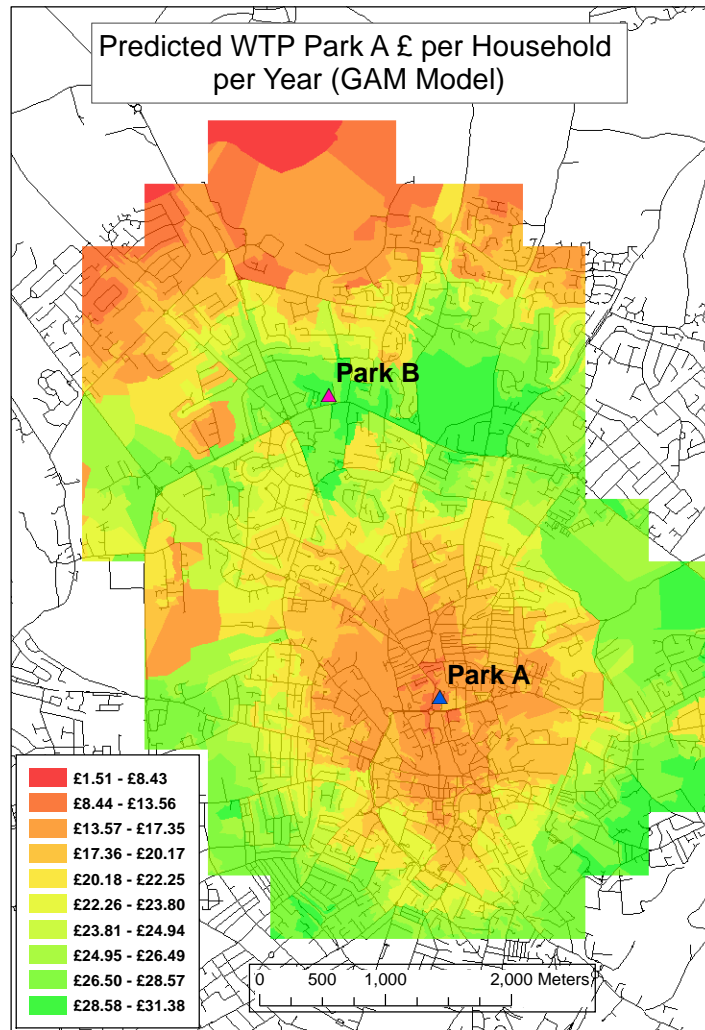 Predicted WTP Park A £ per Household
per Year (GAM Model)
Park B
Park A
£1.51 - £8.43
£8.44 - £13.56
£13.57 - £17.35
£17.36 - £20.17
£20.18 - £22.25
£22.26 - £23.80
£23.81 - £24.94
£24.95 - £26.49
£26.50 - £28.57
£28.58 - £31.38
0 500 1,000 2,000 Meters